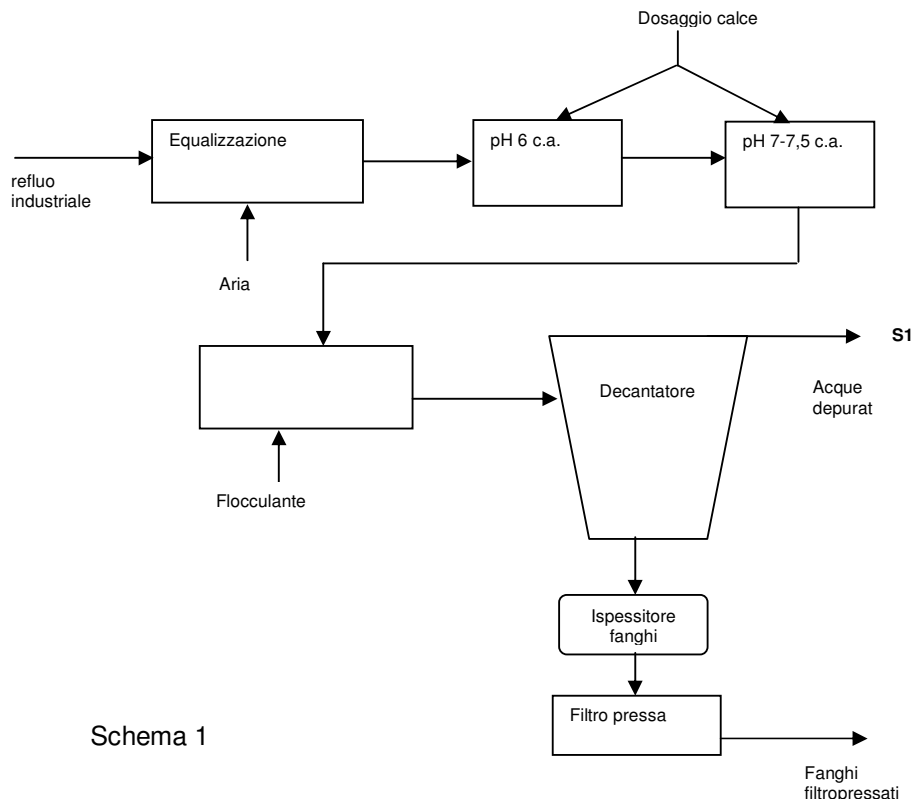 Dosaggio calce
Equalizzazione
pH 6 c.a.
pH 7-7,5 c.a.
refluo
industriale
Aria
S1
Decantatore
Acque
depurat
Flocculante
Ispessitore
fanghi
Filtro pressa
Schema 1
Fanghi
filtropressati